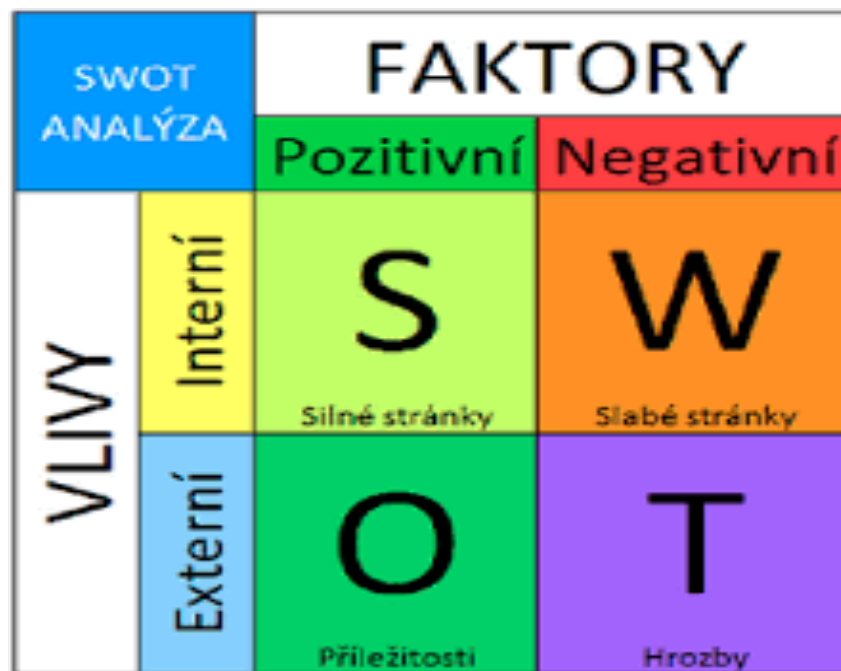 SWOT
ANALÝZA
FAKTORY
Pozitivní
Negativní
VLIVY
Interní
S
Silné stránky
W
Slabé stránky
Externí
O
Příležitosti
T
Hrozby